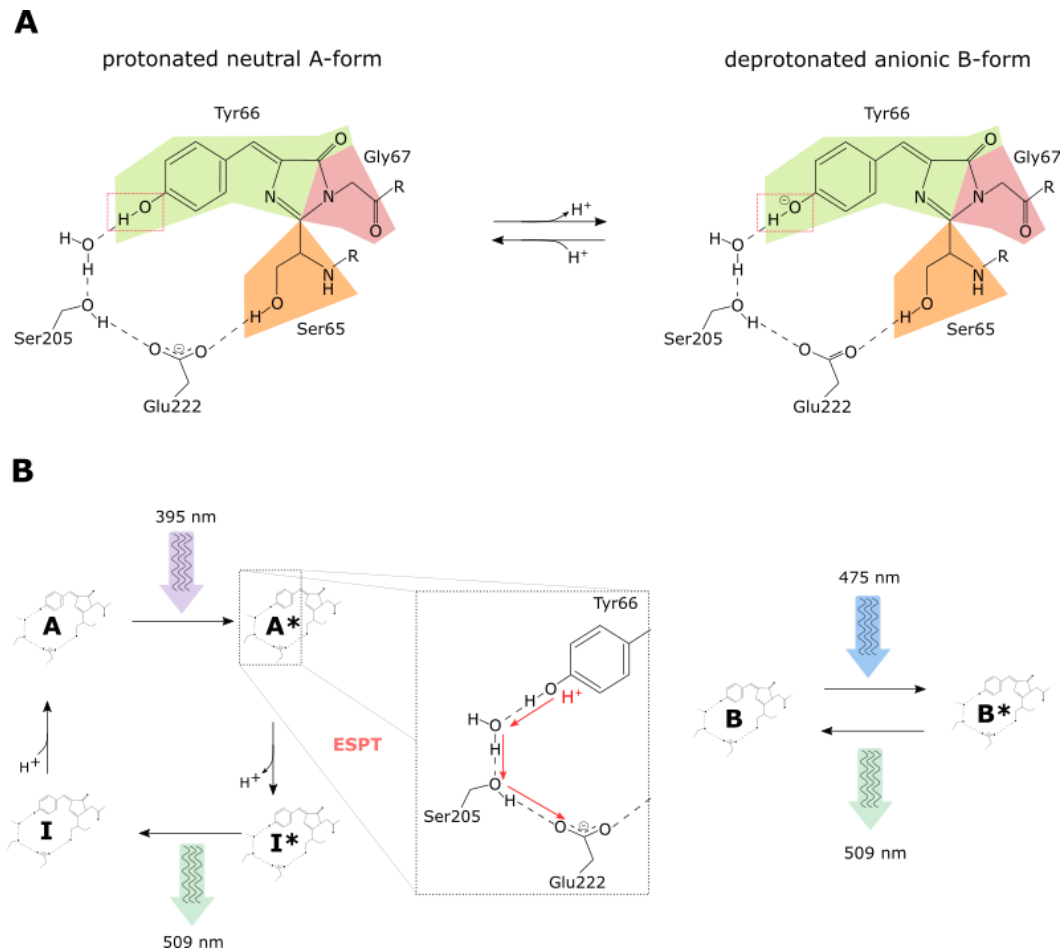 A
protonated neutral A-form
deprotonated anionic B-form
Tyr66
O
Gly67
R
N
N
O
H
O
H
O
H
R
N
H
O
H
O
H
Ser65
Ser205
O
⊖
O
Glu222
H+
H+
Tyr66
O
Gly67
R
N
N
O
⊖
H
O
H
O
H
R
N
H
O
H
O
H
Ser65
Ser205
O
O
Glu222
B
395 nm
A
A*
H+
ESPT
H+
I
I*
509 nm
Tyr66
O
H
H+
H
O
H
O
H
Ser205
O
⊖
O
Glu222
475 nm
B
B*
509 nm